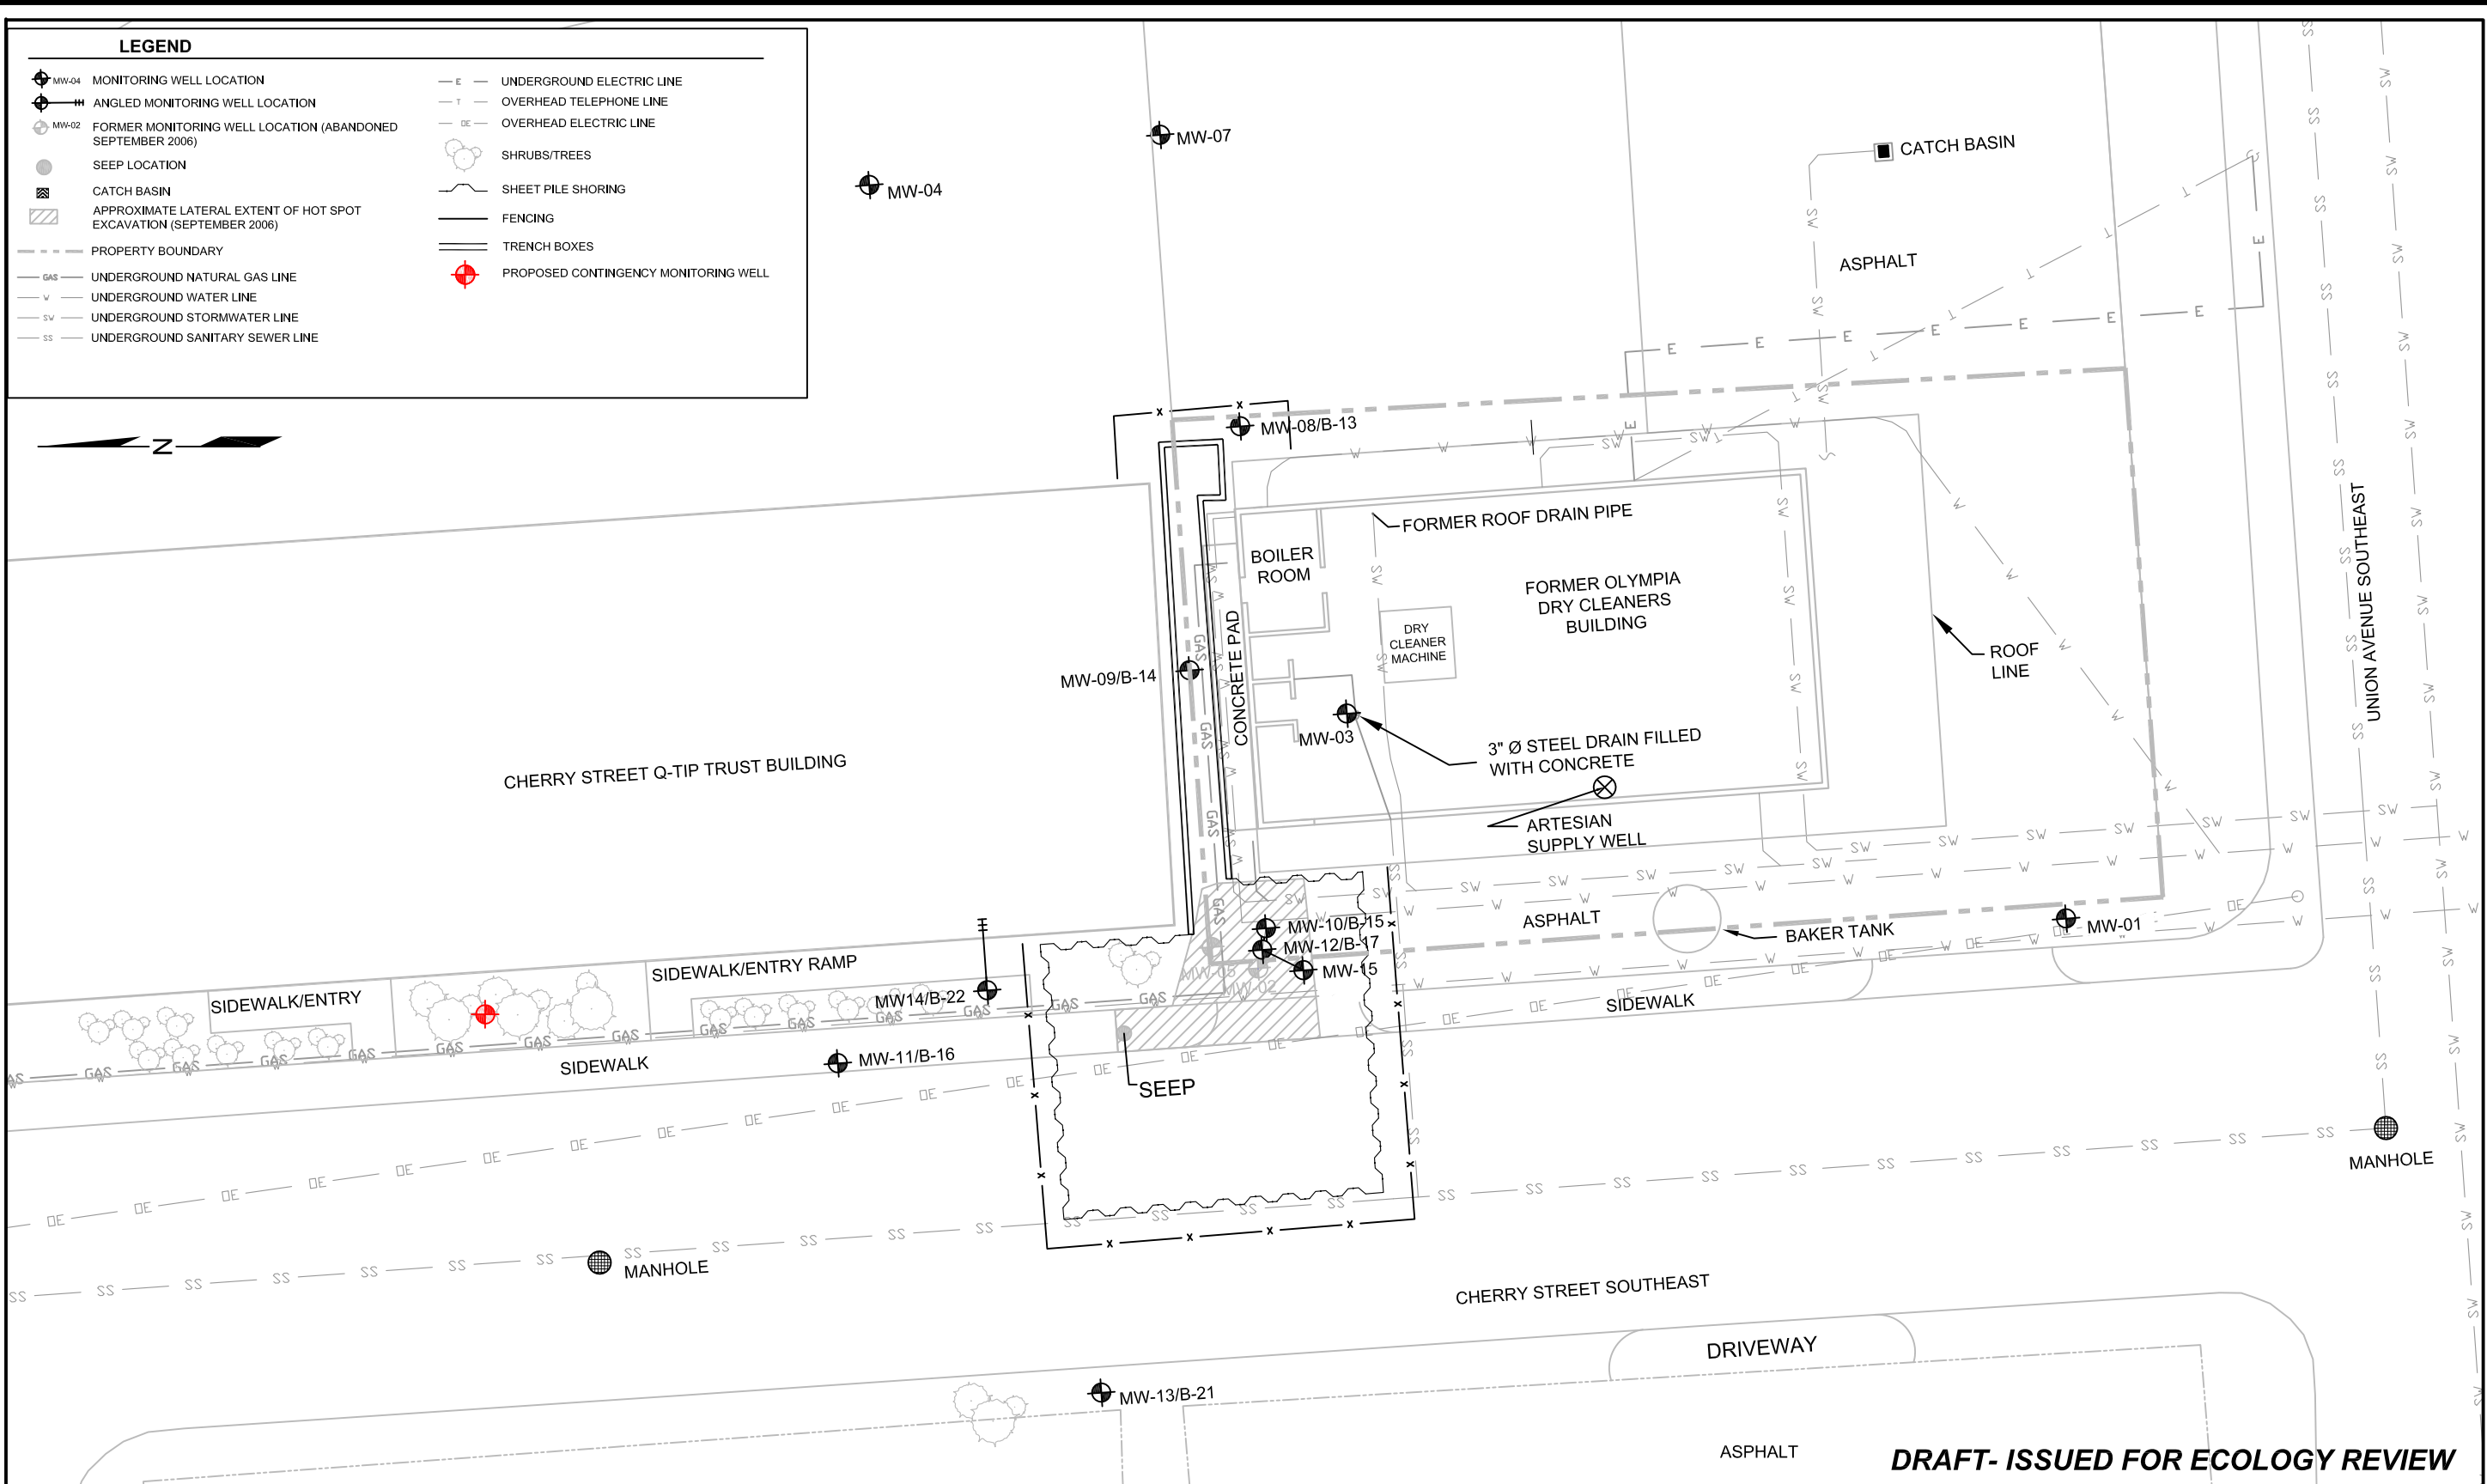 LEGEND
MW-04 MONITORING WELL LOCATION
ANGLED MONITORING WELL LOCATION
MW-02 FORMER MONITORING WELL LOCATION (ABANDONED
SEPTEMBER 2006)
SEEP LOCATION
CATCH BASIN
APPROXIMATE LATERAL EXTENT OF HOT SPOT
EXCAVATION (SEPTEMBER 2006)
PROPERTY BOUNDARY
GAS UNDERGROUND NATURAL GAS LINE
W UNDERGROUND WATER LINE
SW UNDERGROUND STORMWATER LINE
SS UNDERGROUND SANITARY SEWER LINE
E UNDERGROUND ELECTRIC LINE
T OVERHEAD TELEPHONE LINE
OE OVERHEAD ELECTRIC LINE
SHRUBS/TREES
SHEET PILE SHORING
FENCING
TRENCH BOXES
PROPOSED CONTINGENCY MONITORING WELL
N
MW-07
MW-04
CATCH BASIN
ASPHALT
MW-08/B-13
FORMER ROOF DRAIN PIPE
BOILER
ROOM
FORMER OLYMPIA
DRY CLEANERS
BUILDING
DRY
CLEANER
MACHINE
CONCRETE PAD
MW-09/B-14
MW-03
3" Ø STEEL DRAIN FILLED
WITH CONCRETE
ARTESIAN
SUPPLY WELL
ROOF
LINE
UNION AVENUE SOUTHEAST
CHERRY STREET Q-TIP TRUST BUILDING
MW-10/B-15
MW-12/B-17
MW-15
MW-05
MW-02
ASPHALT
BAKER TANK
MW-01
SIDEWALK/ENTRY
SIDEWALK/ENTRY RAMP
MW14/B-22
SIDEWALK
SIDEWALK
MW-11/B-16
SEEP
MANHOLE
MANHOLE
CHERRY STREET SOUTHEAST
DRIVEWAY
MW-13/B-21
ASPHALT
DRAFT- ISSUED FOR ECOLOGY REVIEW